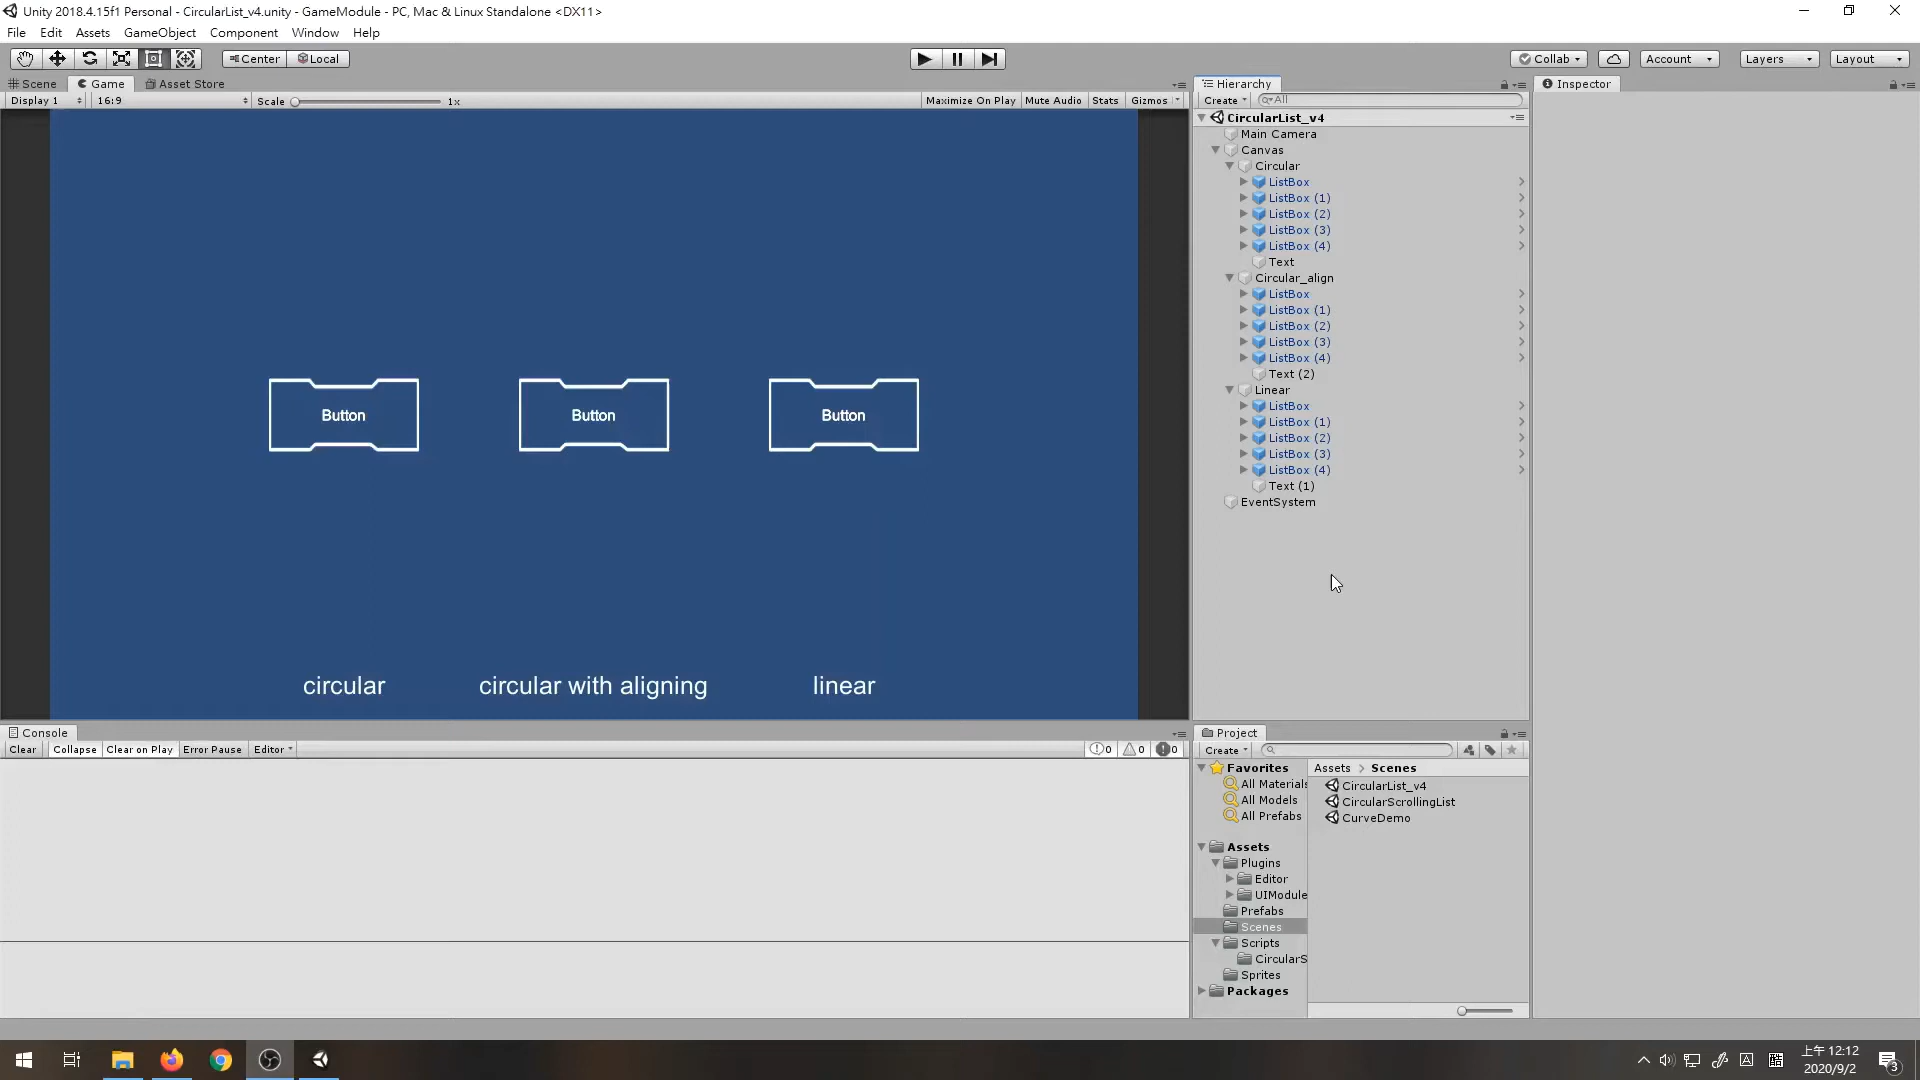 Unity 2018.4.15f1 Personal - CircularList_v4.unity - GameModule - PC, Mac & Linux Standalone <DX11>
File Edit Assets GameObject Component Window Help
Center Local
Collab Account Layers Layout
Scene Game Asset Store
Display 1 16:9 Scale 1x Maximize On Play Mute Audio Stats Gizmos
Button Button Button
circular circular with aligning linear
Hierarchy
Create All
CircularList_v4
Main Camera
Canvas
Circular
ListBox
ListBox (1)
ListBox (2)
ListBox (3)
ListBox (4)
Text
Circular_align
ListBox
ListBox (1)
ListBox (2)
ListBox (3)
ListBox (4)
Text (2)
Linear
ListBox
ListBox (1)
ListBox (2)
ListBox (3)
ListBox (4)
Text (1)
EventSystem
Inspector
Console
Clear Collapse Clear on Play Error Pause Editor 0 0 0
Project
Create
Favorites
All Materials
All Models
All Prefabs
Assets
Plugins
Editor
UIModule
Prefabs
Scenes
Scripts
CircularS
Sprites
Packages
Assets > Scenes
CircularList_v4
CircularScrollingList
CurveDemo
上午 12:12
2020/9/2
3